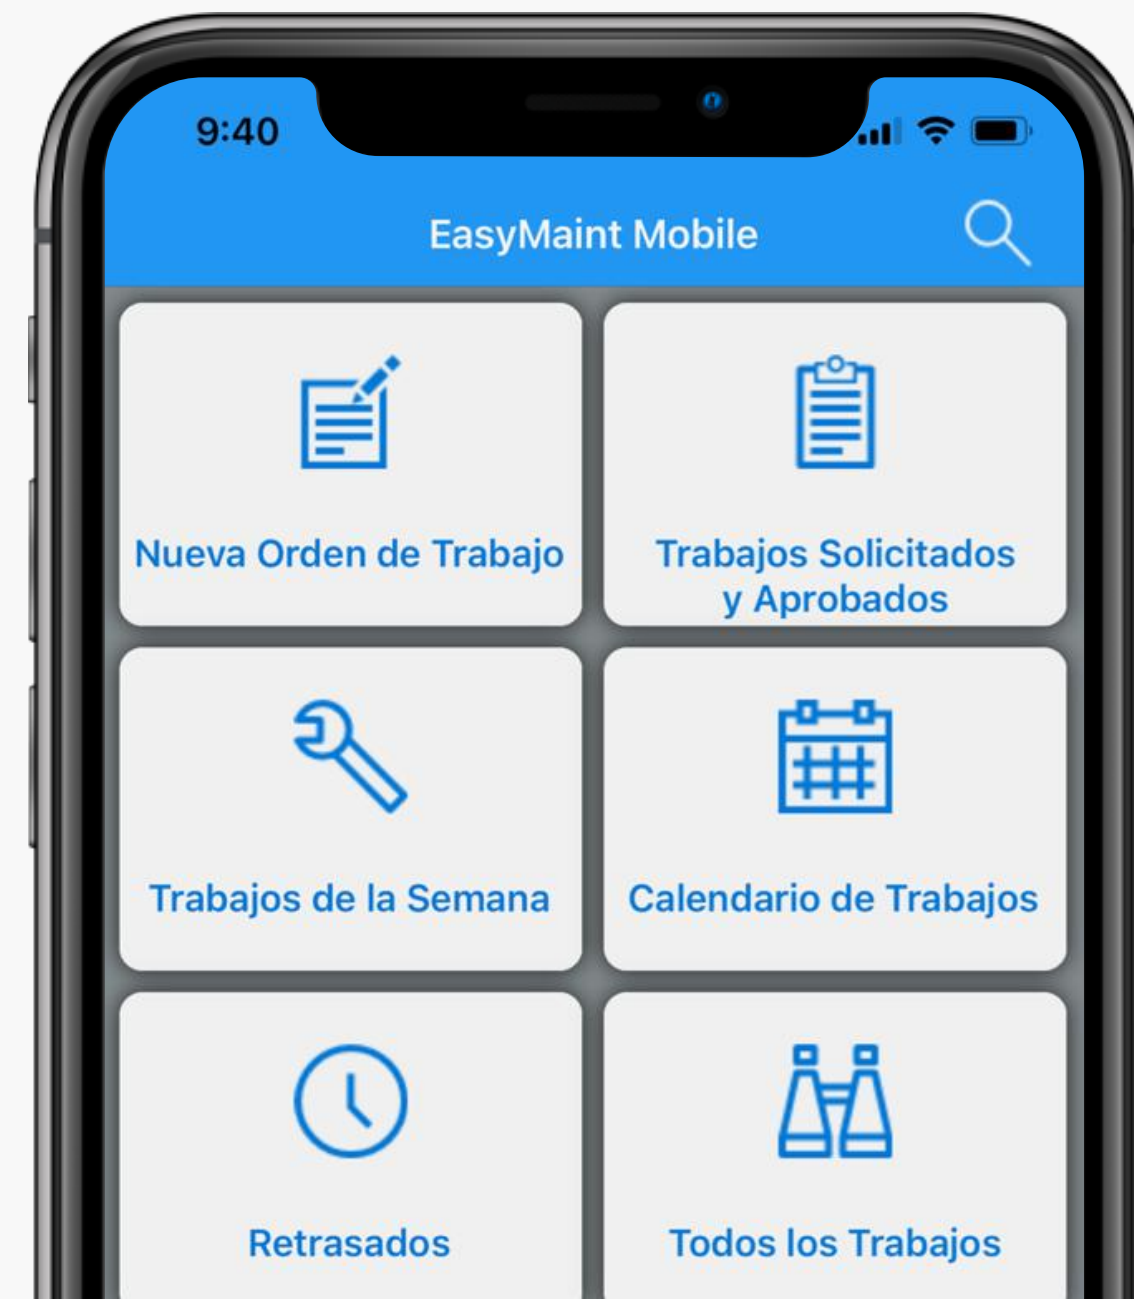 9:40
EasyMaint Mobile
Nueva Orden de Trabajo
Trabajos Solicitados
y Aprobados
Trabajos de la Semana
Calendario de Trabajos
Retrasados
Todos los Trabajos